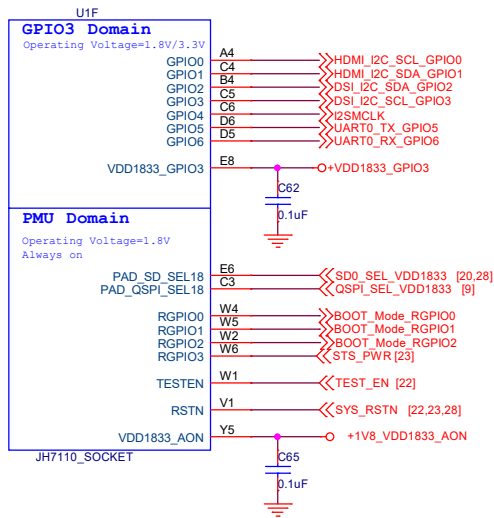 U1F
GPIO3 Domain
Operating Voltage=1.8V/3.3V
GPIO0 A4 HDMI_I2C_SCL_GPIO0
GPIO1 C4 HDMI_I2C_SDA_GPIO1
GPIO2 B4 DSI_I2C_SDA_GPIO2
GPIO3 C5 DSI_I2C_SCL_GPIO3
GPIO4 C6 I2SMCLK
GPIO5 D6 UART0_TX_GPIO5
GPIO6 D5 UART0_RX_GPIO6
VDD1833_GPIO3 E8 +VDD1833_GPIO3
C62
0.1uF
PMU Domain
Operating Voltage=1.8V
Always on
PAD_SD_SEL18 E6 SD0_SEL_VDD1833 [20,28]
PAD_QSPI_SEL18 C3 QSPI_SEL_VDD1833 [9]
RGPIO0 W4 BOOT_Mode_RGPIO0
RGPIO1 W5 BOOT_Mode_RGPIO1
RGPIO2 W2 BOOT_Mode_RGPIO2
RGPIO3 W6 STS_PWR [23]
TESTEN W1 TEST_EN [22]
RSTN V1 SYS_RSTN [22,23,28]
VDD1833_AON Y5 +1V8_VDD1833_AON
JH7110_SOCKET
C65
0.1uF